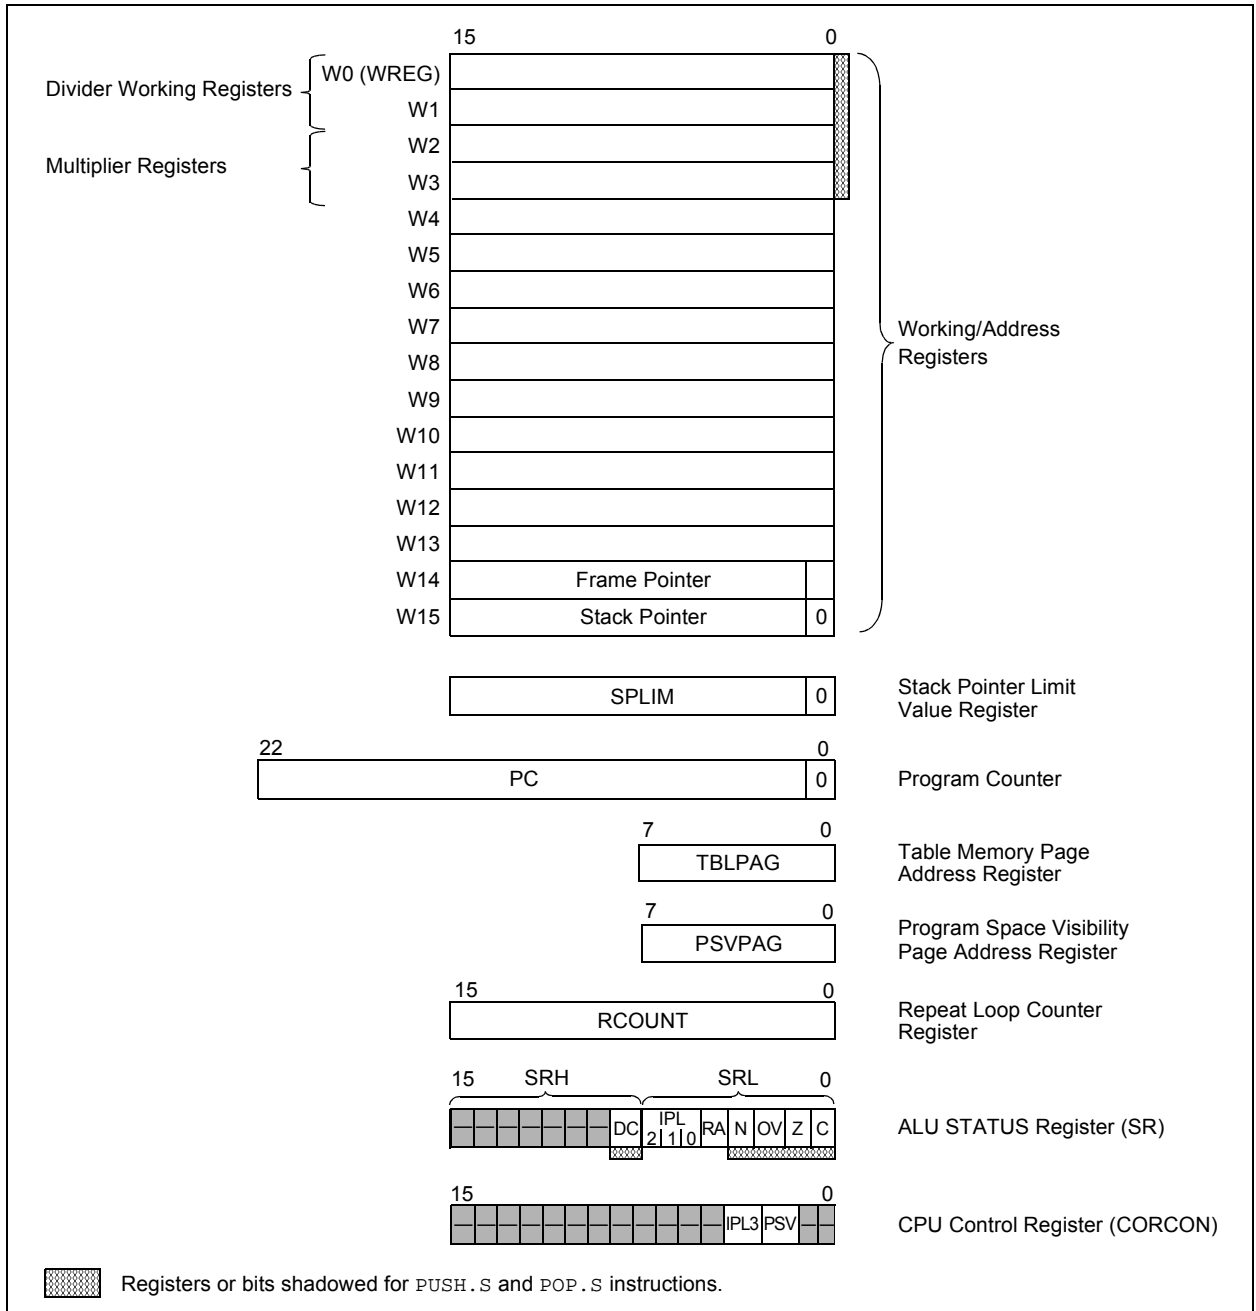 15 0
W0 (WREG)
Divider Working Registers
W1
W2
Multiplier Registers
W3
W4
W5
W6
W7
Working/Address
Registers
W8
W9
W10
W11
W12
W13
W14 Frame Pointer
W15 Stack Pointer 0
SPLIM 0
Stack Pointer Limit
Value Register
22 0
PC 0 Program Counter
7 0
TBLPAG
Table Memory Page
Address Register
7 0
PSVPAG
Program Space Visibility
Page Address Register
15 0
RCOUNT
Repeat Loop Counter
Register
15 SRH SRL 0
— — — — — — — DC IPL 2 1 0 RA N OV Z C ALU STATUS Register (SR)
15 0
— — — — — — — — — — — — IPL3 PSV — — CPU Control Register (CORCON)
Registers or bits shadowed for PUSH.S and POP.S instructions.